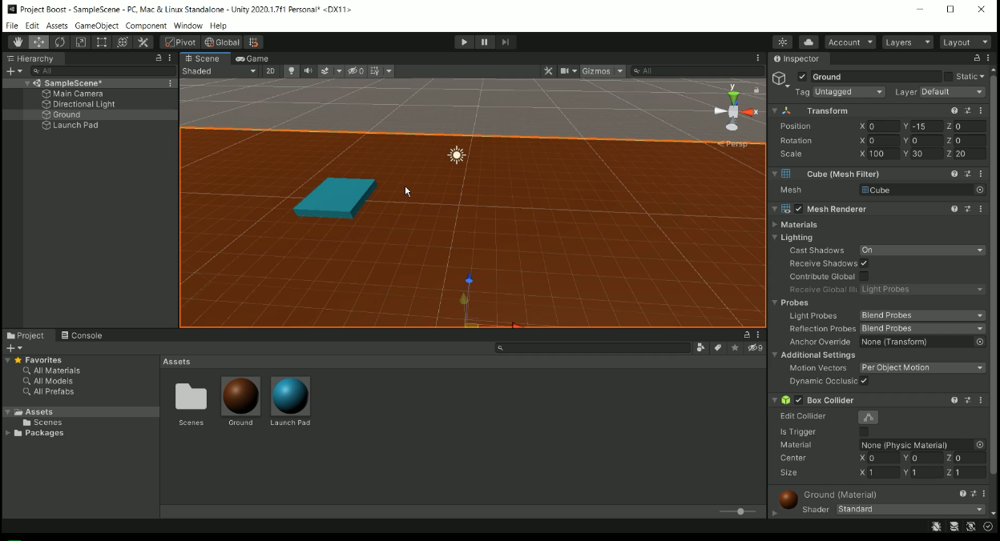 Project Boost - SampleScene - PC, Mac & Linux Standalone - Unity 2020.1.7f1 Personal* <DX11>
File Edit Assets GameObject Component Window Help
Pivot Global Account Layers Layout
Hierarchy Scene Game Inspector
All Shaded 2D 0 Gizmos All
Ground Static
SampleScene*
Tag Untagged Layer Default
Main Camera
Directional Light
Ground
Launch Pad
y
x
Persp
Transform
Position X 0 Y -15 Z 0
Rotation X 0 Y 0 Z 0
Scale X 100 Y 30 Z 20
Cube (Mesh Filter)
Mesh Cube
Mesh Renderer
Materials
Lighting
Cast Shadows On
Receive Shadows
Contribute Global
Receive Global Illu Light Probes
Probes
Light Probes Blend Probes
Reflection Probes Blend Probes
Anchor Override None (Transform)
Additional Settings
Motion Vectors Per Object Motion
Dynamic Occlusic
Box Collider
Edit Collider
Is Trigger
Material None (Physic Material)
Center X 0 Y 0 Z 0
Size X 1 Y 1 Z 1
Ground (Material)
Shader Standard
Project Console
9
Favorites
All Materials
All Models
All Prefabs
Assets
Scenes
Packages
Assets
Scenes Ground Launch Pad